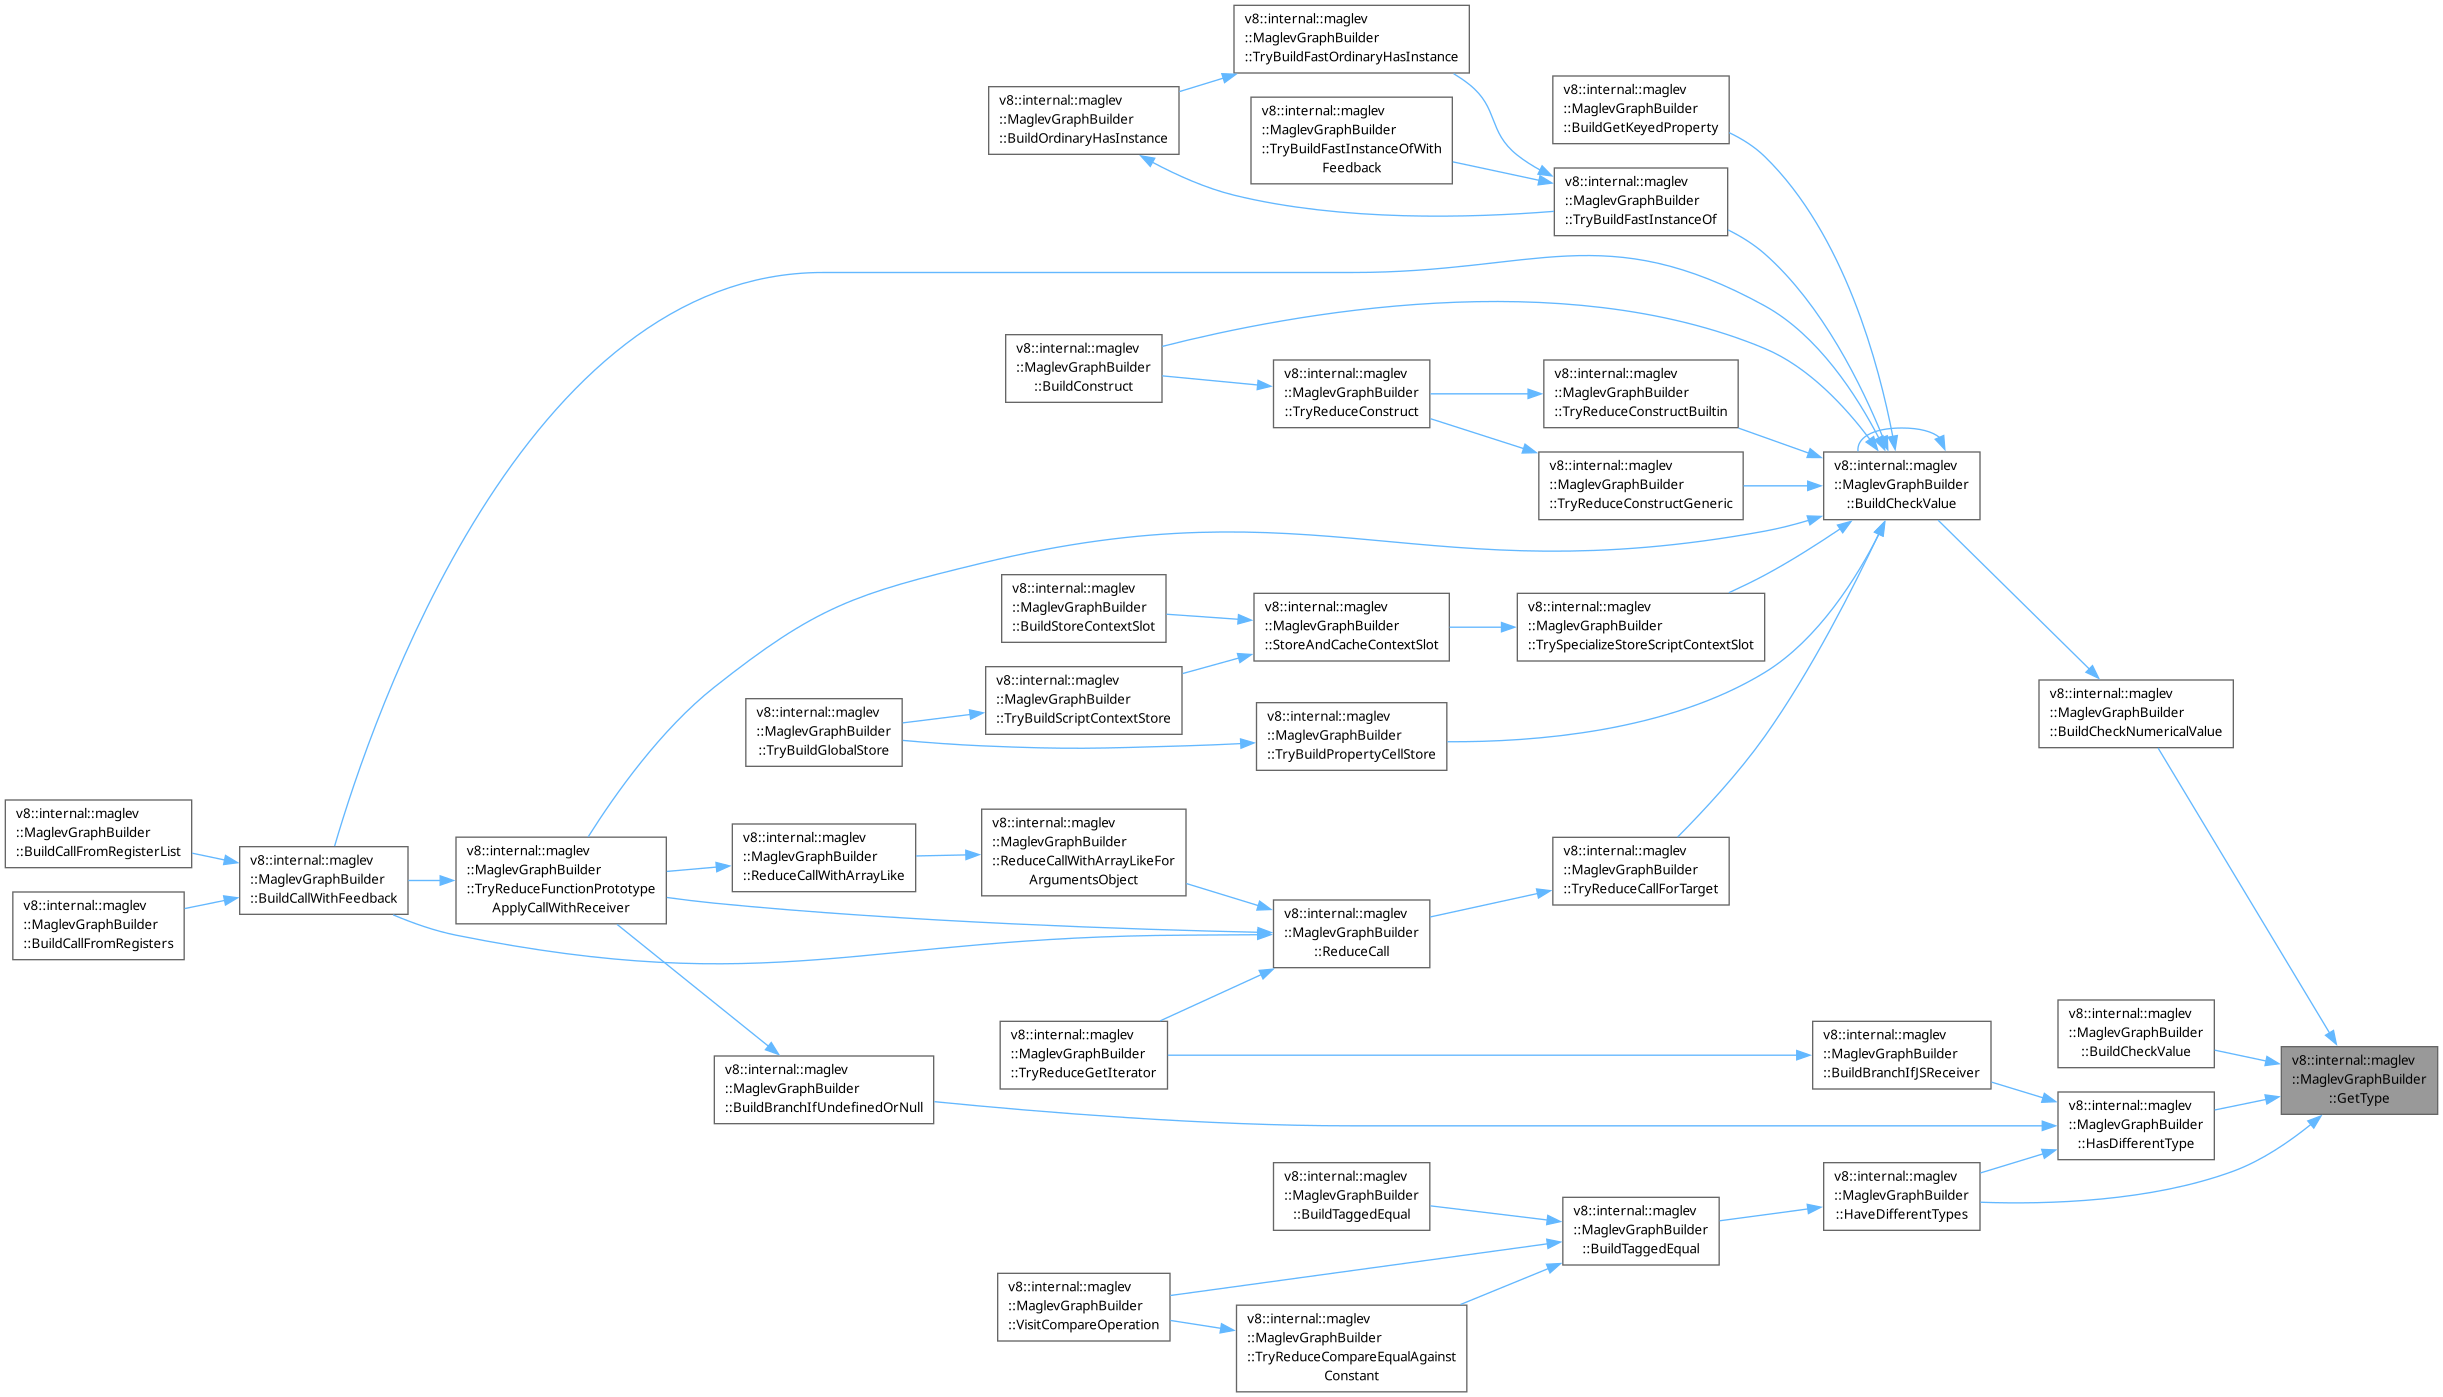 v8::internal::maglev
::MaglevGraphBuilder
::TryBuildFastOrdinaryHasInstance
v8::internal::maglev
::MaglevGraphBuilder
::BuildOrdinaryHasInstance
v8::internal::maglev
::MaglevGraphBuilder
::TryBuildFastInstanceOfWith
Feedback
v8::internal::maglev
::MaglevGraphBuilder
::BuildGetKeyedProperty
v8::internal::maglev
::MaglevGraphBuilder
::TryBuildFastInstanceOf
v8::internal::maglev
::MaglevGraphBuilder
::BuildConstruct
v8::internal::maglev
::MaglevGraphBuilder
::TryReduceConstruct
v8::internal::maglev
::MaglevGraphBuilder
::TryReduceConstructBuiltin
v8::internal::maglev
::MaglevGraphBuilder
::TryReduceConstructGeneric
v8::internal::maglev
::MaglevGraphBuilder
::BuildCheckValue
v8::internal::maglev
::MaglevGraphBuilder
::BuildStoreContextSlot
v8::internal::maglev
::MaglevGraphBuilder
::StoreAndCacheContextSlot
v8::internal::maglev
::MaglevGraphBuilder
::TrySpecializeStoreScriptContextSlot
v8::internal::maglev
::MaglevGraphBuilder
::TryBuildScriptContextStore
v8::internal::maglev
::MaglevGraphBuilder
::TryBuildGlobalStore
v8::internal::maglev
::MaglevGraphBuilder
::TryBuildPropertyCellStore
v8::internal::maglev
::MaglevGraphBuilder
::BuildCheckNumericalValue
v8::internal::maglev
::MaglevGraphBuilder
::BuildCallFromRegisterList
v8::internal::maglev
::MaglevGraphBuilder
::BuildCallFromRegisters
v8::internal::maglev
::MaglevGraphBuilder
::BuildCallWithFeedback
v8::internal::maglev
::MaglevGraphBuilder
::TryReduceFunctionPrototype
ApplyCallWithReceiver
v8::internal::maglev
::MaglevGraphBuilder
::ReduceCallWithArrayLike
v8::internal::maglev
::MaglevGraphBuilder
::ReduceCallWithArrayLikeFor
ArgumentsObject
v8::internal::maglev
::MaglevGraphBuilder
::ReduceCall
v8::internal::maglev
::MaglevGraphBuilder
::TryReduceCallForTarget
v8::internal::maglev
::MaglevGraphBuilder
::TryReduceGetIterator
v8::internal::maglev
::MaglevGraphBuilder
::BuildBranchIfUndefinedOrNull
v8::internal::maglev
::MaglevGraphBuilder
::BuildBranchIfJSReceiver
v8::internal::maglev
::MaglevGraphBuilder
::BuildCheckValue
v8::internal::maglev
::MaglevGraphBuilder
::GetType
v8::internal::maglev
::MaglevGraphBuilder
::HasDifferentType
v8::internal::maglev
::MaglevGraphBuilder
::HaveDifferentTypes
v8::internal::maglev
::MaglevGraphBuilder
::BuildTaggedEqual
v8::internal::maglev
::MaglevGraphBuilder
::BuildTaggedEqual
v8::internal::maglev
::MaglevGraphBuilder
::VisitCompareOperation
v8::internal::maglev
::MaglevGraphBuilder
::TryReduceCompareEqualAgainst
Constant